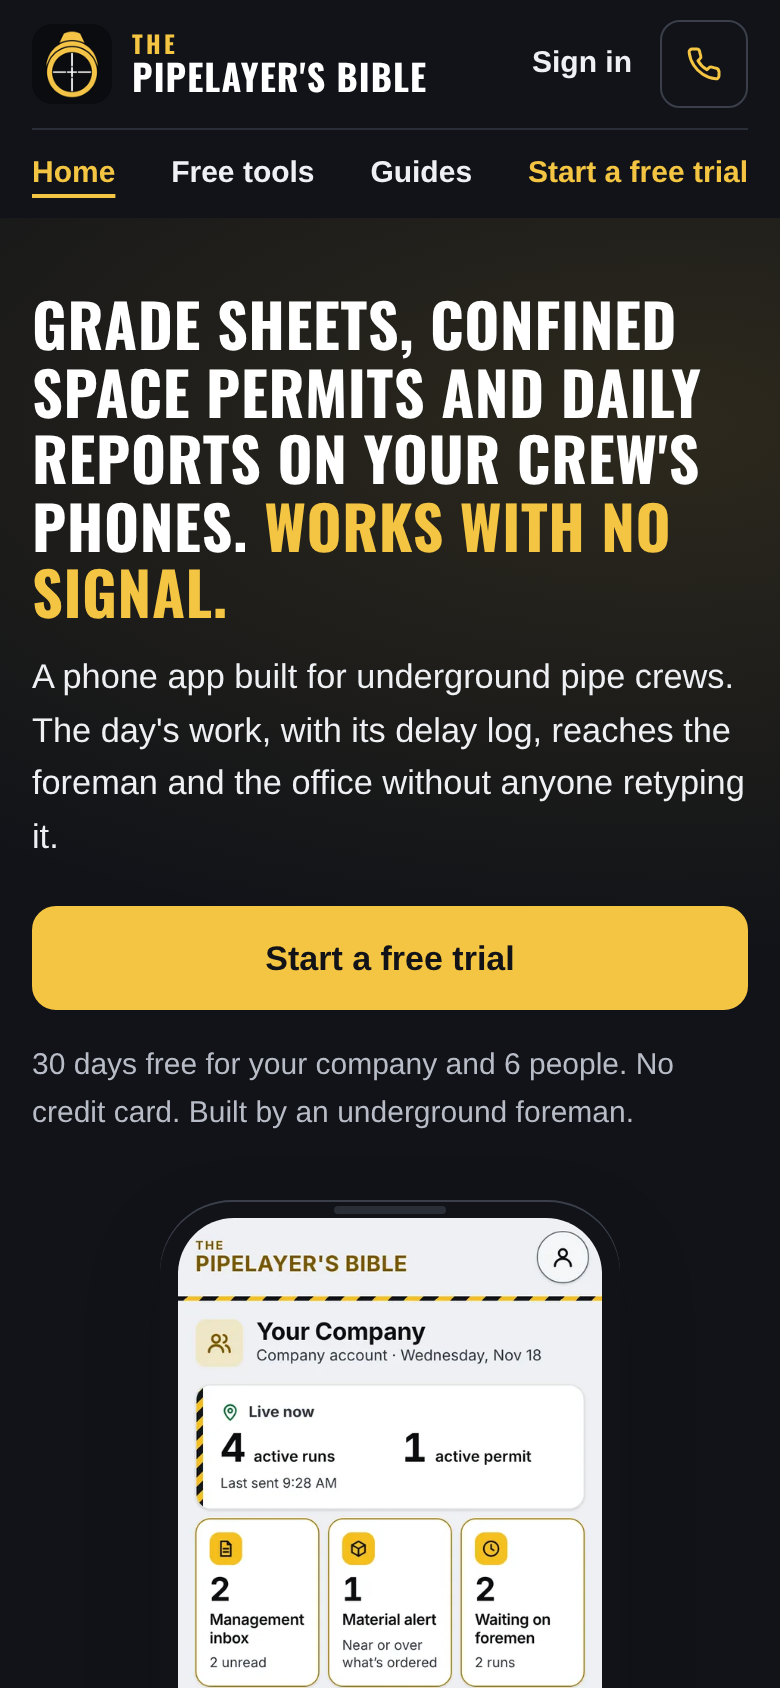 THE
PIPELAYER'S BIBLE
Sign in
Home Free tools Guides Start a free trial
GRADE SHEETS, CONFINED
SPACE PERMITS AND DAILY
REPORTS ON YOUR CREW'S
PHONES. WORKS WITH NO
SIGNAL.
A phone app built for underground pipe crews.
The day's work, with its delay log, reaches the
foreman and the office without anyone retyping
it.
Start a free trial
30 days free for your company and 6 people. No
credit card. Built by an underground foreman.
THE
PIPELAYER'S BIBLE
Your Company
Company account · Wednesday, Nov 18
Live now
4 active runs 1 active permit
Last sent 9:28 AM
2
Management
inbox
2 unread
1
Material alert
Near or over
what's ordered
2
Waiting on
foremen
2 runs